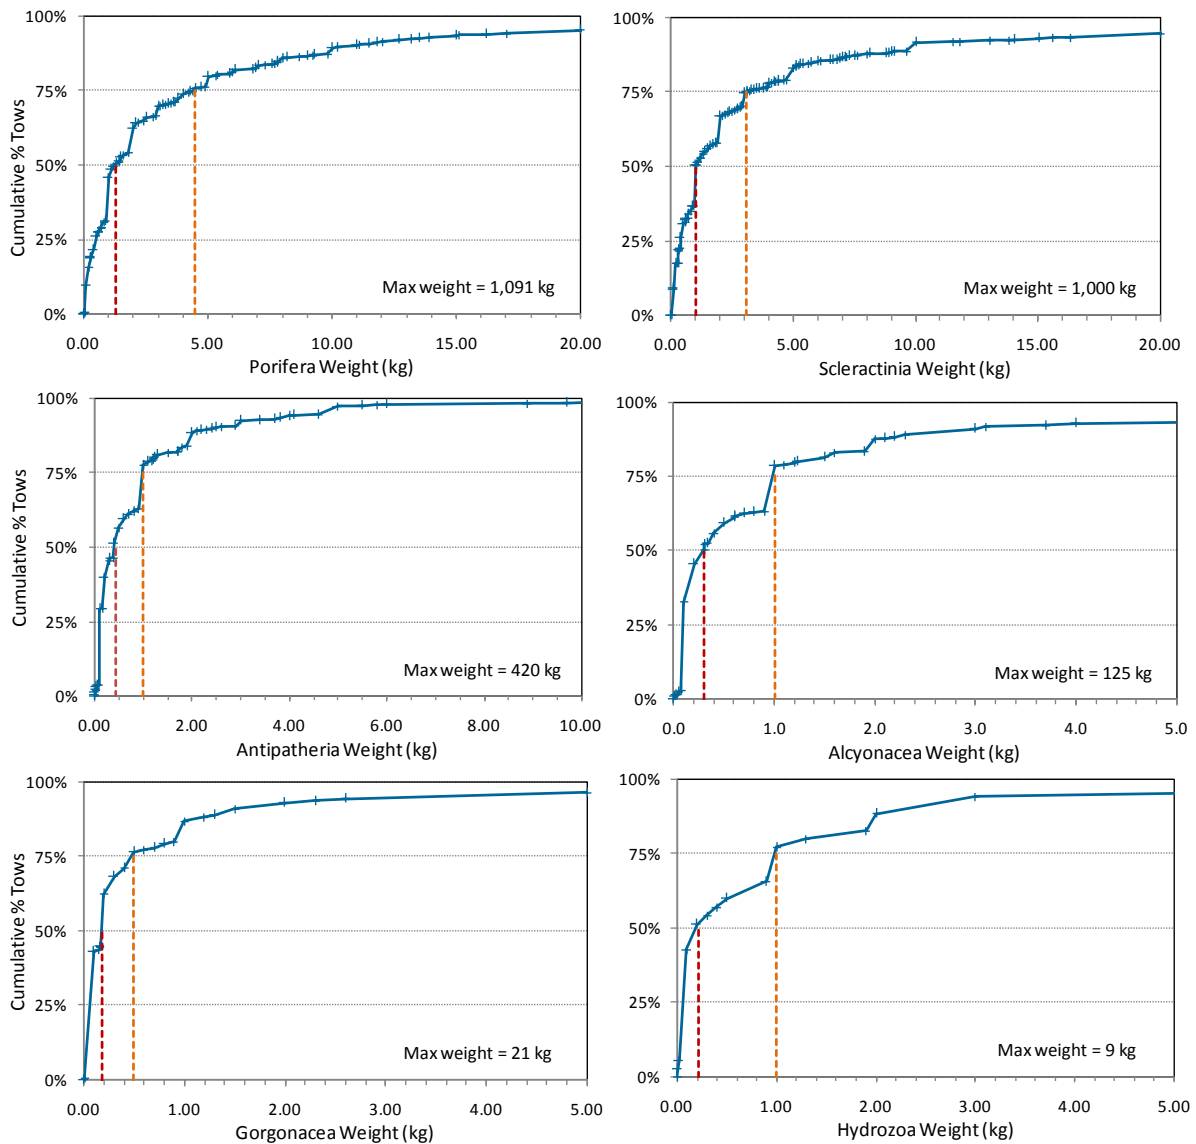 Cumulative % Tows
100%
75%
50%
25%
0%
Max weight = 1,091 kg
0.00 5.00 10.00 15.00 20.00
Porifera Weight (kg)
100%
75%
50%
25%
0%
Max weight = 1,000 kg
0.00 5.00 10.00 15.00 20.00
Scleractinia Weight (kg)
Cumulative % Tows
100%
75%
50%
25%
0%
Max weight = 420 kg
0.00 2.00 4.00 6.00 8.00 10.00
Antipatheria Weight (kg)
100%
75%
50%
25%
0%
Max weight = 125 kg
0.0 1.0 2.0 3.0 4.0 5.0
Alcyonacea Weight (kg)
Cumulative % Tows
100%
75%
50%
25%
0%
Max weight = 21 kg
0.00 1.00 2.00 3.00 4.00 5.00
Gorgonacea Weight (kg)
100%
75%
50%
25%
0%
Max weight = 9 kg
0.00 1.00 2.00 3.00 4.00 5.00
Hydrozoa Weight (kg)